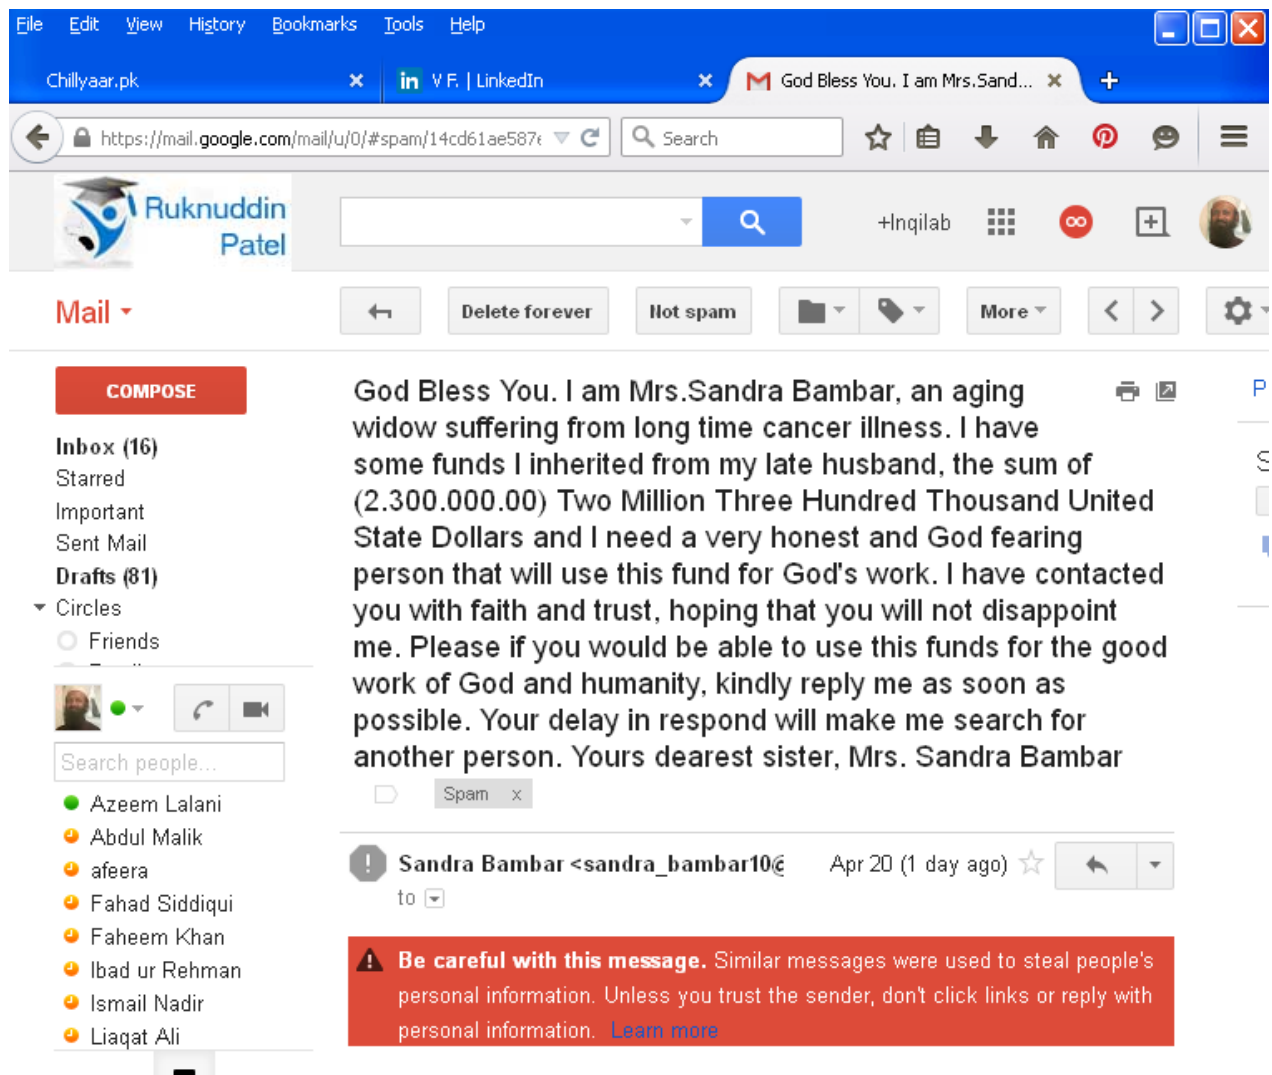 File Edit View History Bookmarks Tools Help
Chillyaar.pk
in V F. | LinkedIn
God Bless You. I am Mrs.Sand...
https://mail.google.com/mail/u/0/#spam/14cd61ae587e
Search
Ruknuddin
Patel
+Inqilab
Mail
Delete forever
Not spam
More
COMPOSE
Inbox (16)
Starred
Important
Sent Mail
Drafts (81)
Circles
Friends
God Bless You. I am Mrs.Sandra Bambar, an aging
widow suffering from long time cancer illness. I have
some funds I inherited from my late husband, the sum of
(2.300.000.00) Two Million Three Hundred Thousand United
State Dollars and I need a very honest and God fearing
person that will use this fund for God's work. I have contacted
you with faith and trust, hoping that you will not disappoint
me. Please if you would be able to use this funds for the good
work of God and humanity, kindly reply me as soon as
possible. Your delay in respond will make me search for
another person. Yours dearest sister, Mrs. Sandra Bambar
Spam x
Search people...
Azeem Lalani
Abdul Malik
afeera
Fahad Siddiqui
Faheem Khan
Ibad ur Rehman
Ismail Nadir
Liaqat Ali
Sandra Bambar <sandra_bambar10@
Apr 20 (1 day ago)
to
Be careful with this message. Similar messages were used to steal people's
personal information. Unless you trust the sender, don't click links or reply with
personal information. Learn more
P
S